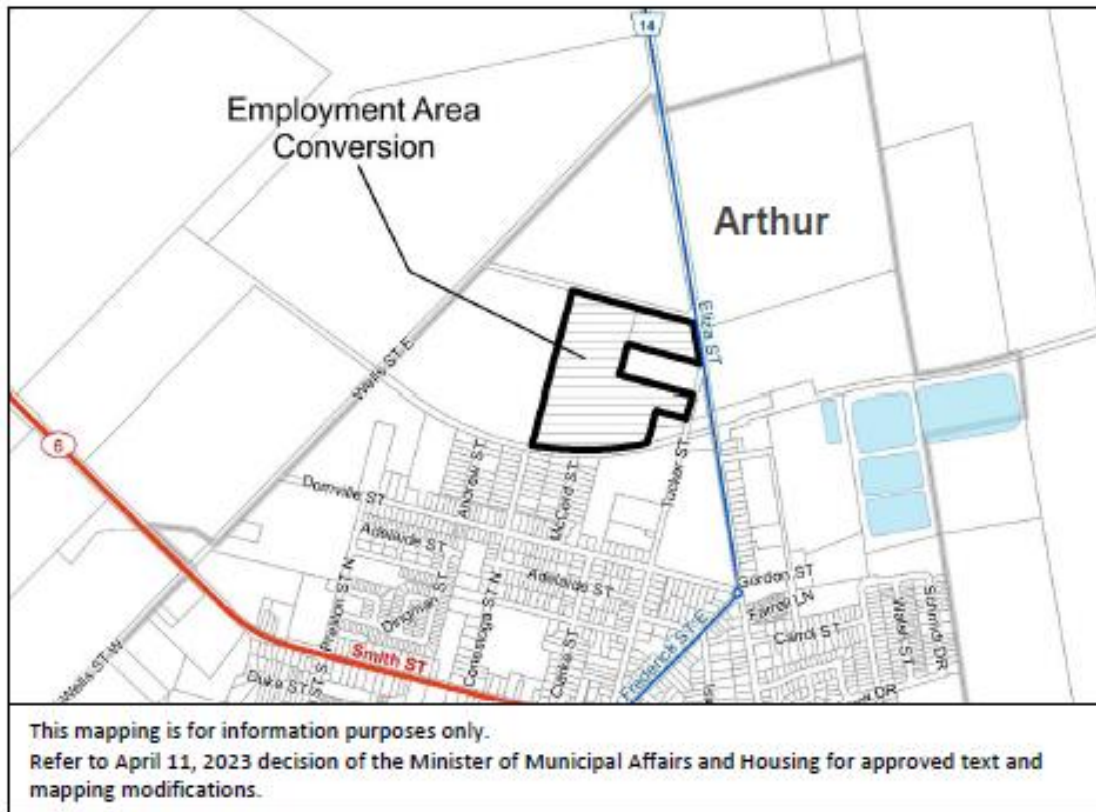 14
Employment Area
Conversion
Arthur
Eliza ST
Wells ST E
6
Andrew ST
McCord ST
Tucker ST
Domville ST
Adelaide ST
Adelaide ST
Gordon ST
Farrell LN
Preston ST N
Dingman ST
Conestoga ST N
Carrol ST
Walsh ST
Schmidt DR
Smith ST
Frederick ST E
Wells ST W
Duke ST
DR
This mapping is for information purposes only.
Refer to April 11, 2023 decision of the Minister of Municipal Affairs and Housing for approved text and
mapping modifications.